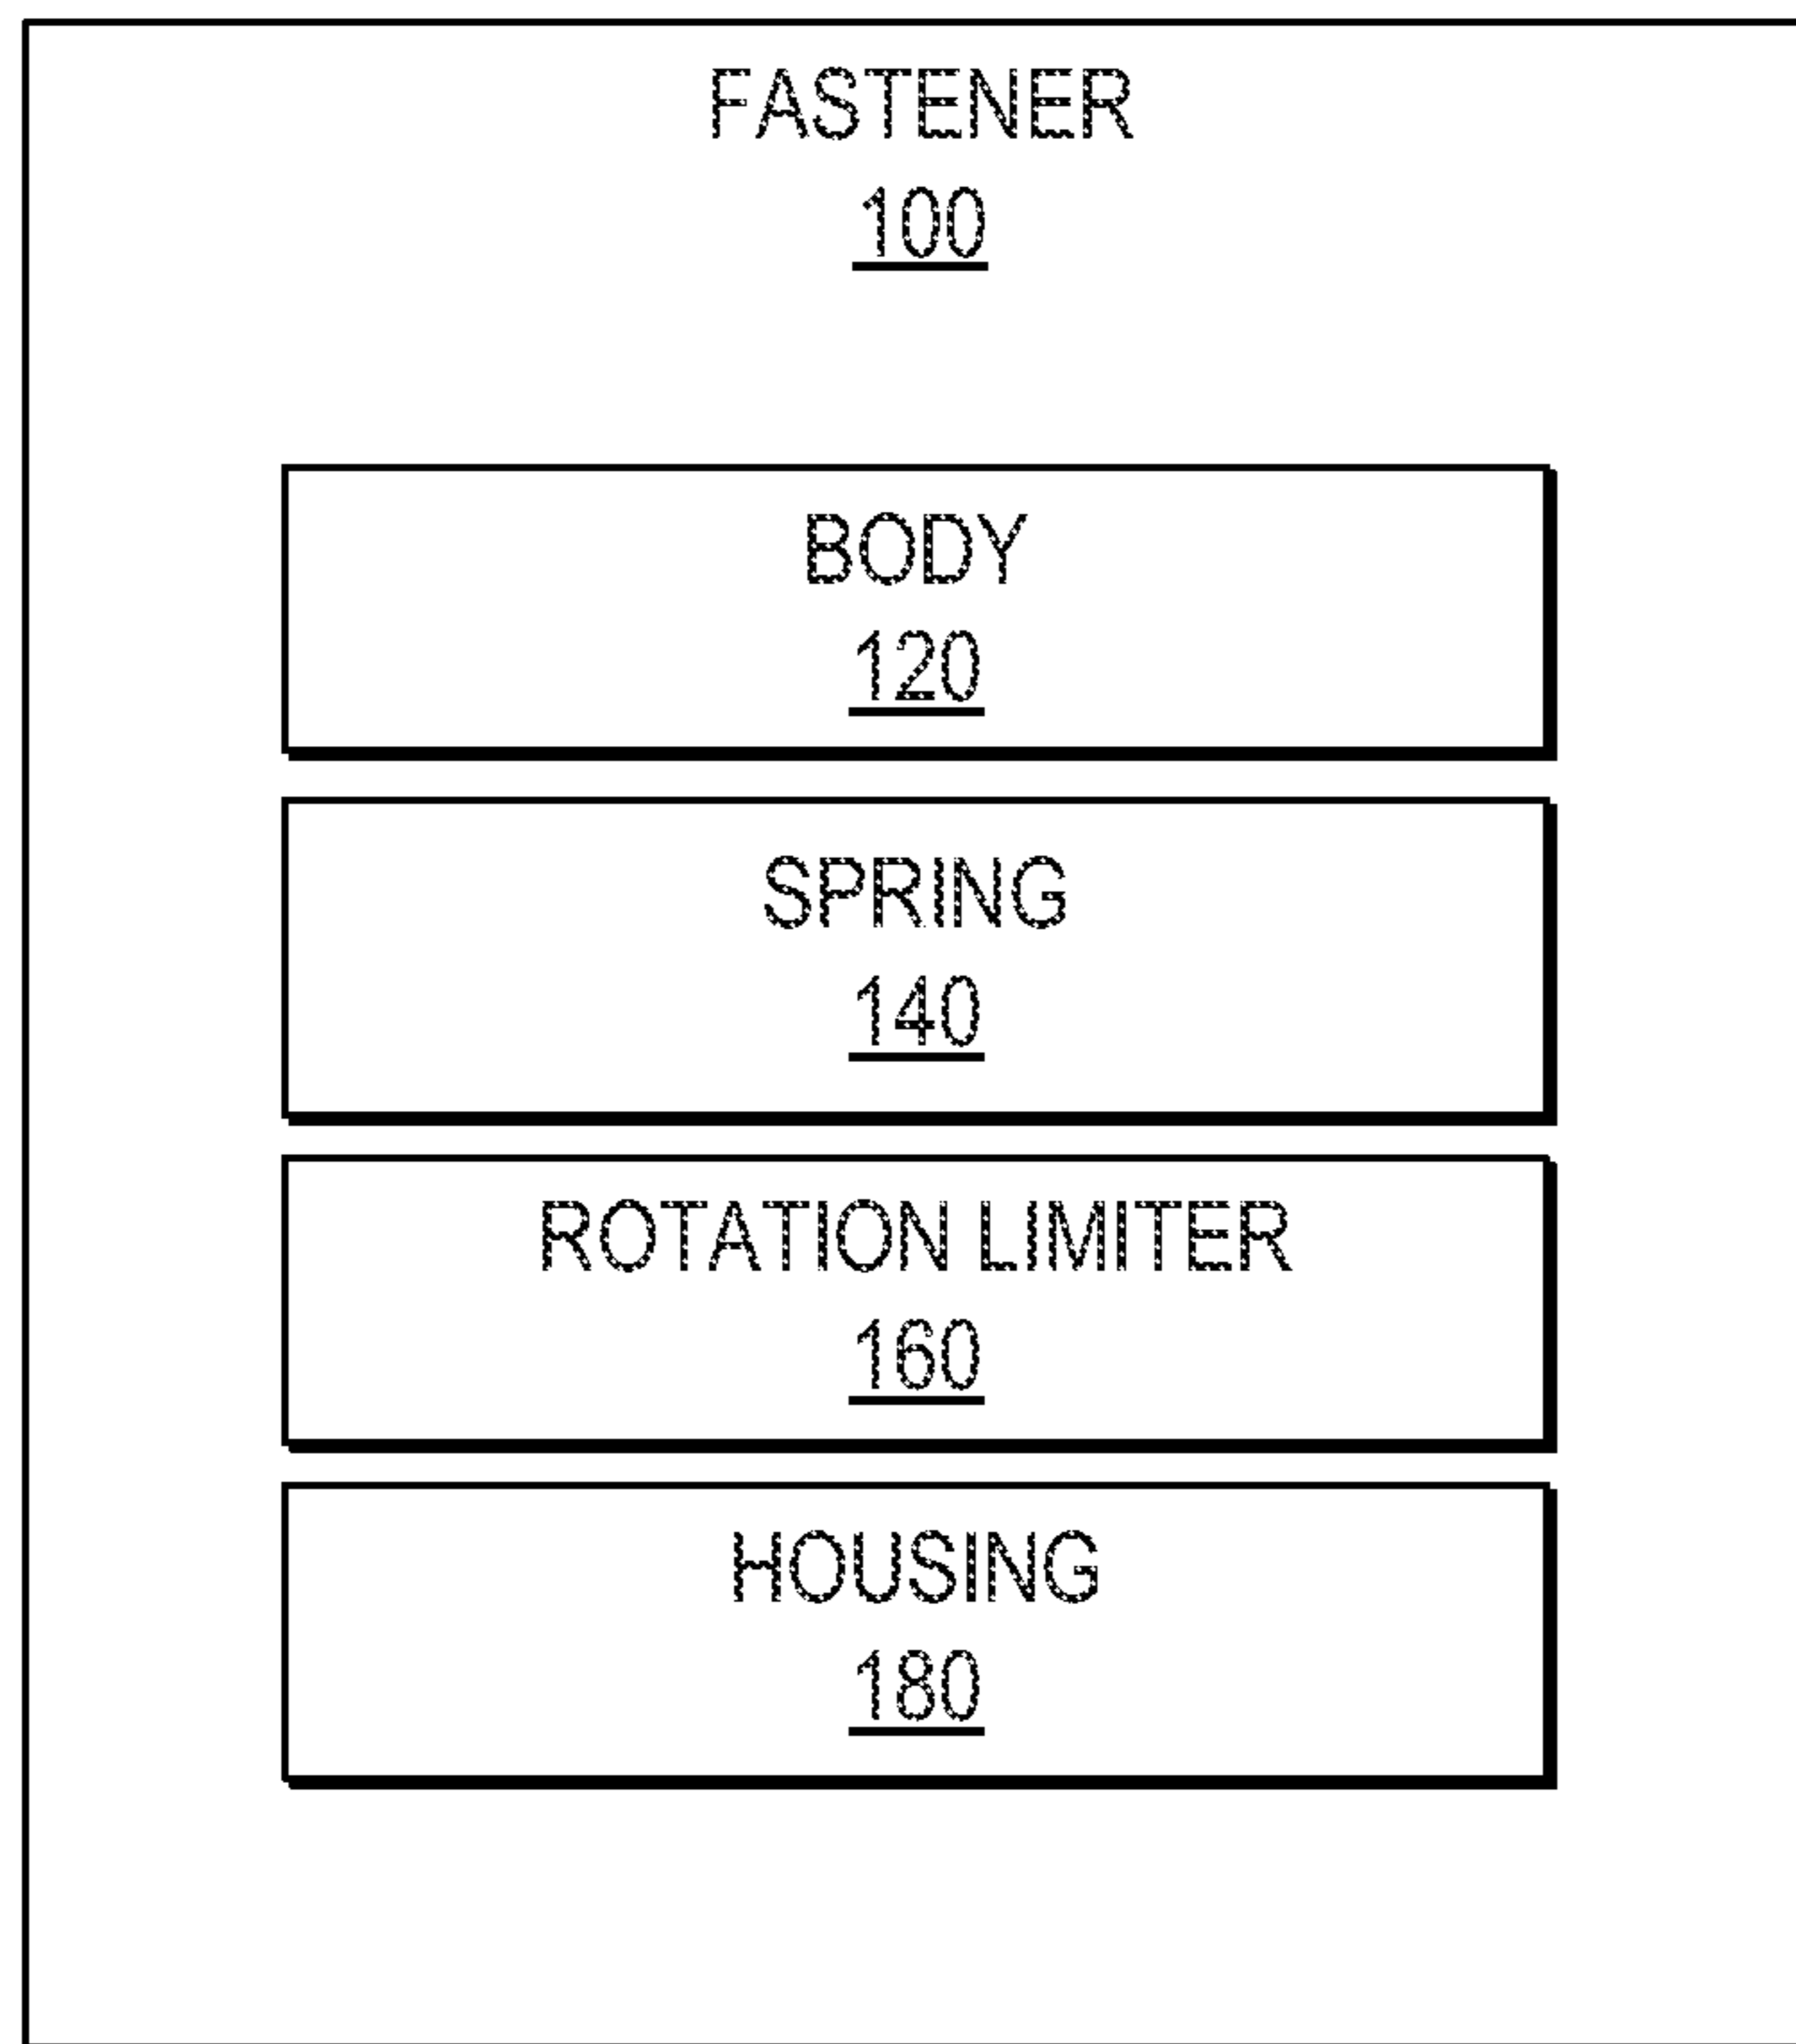 FASTENER
100
BODY
120
SPRING
140
ROTATION LIMITER
160
HOUSING
180